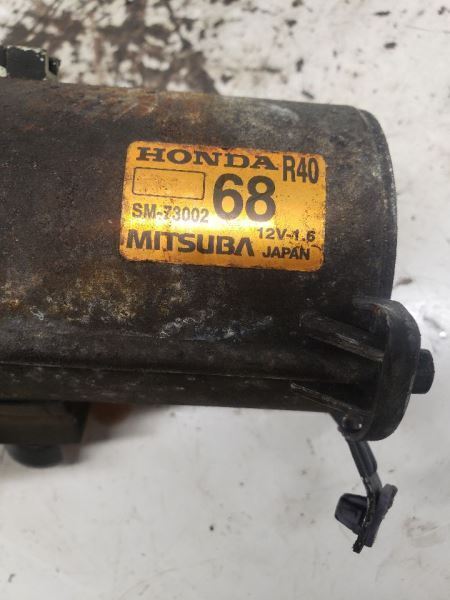 HONDA R40
68
SM-73002
12V-1.6
MITSUBA JAPAN